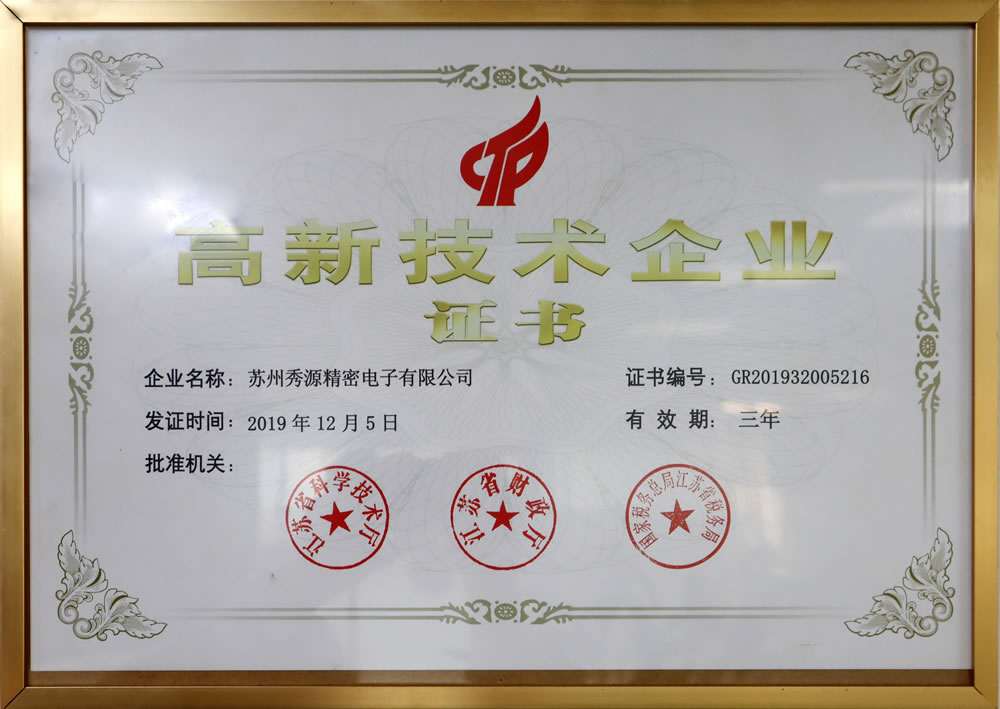 CTP
高新技术企业
证书
企业名称：苏州秀源精密电子有限公司
证书编号：GR201932005216
发证时间：2019年12月5日
有效期：三年
批准机关：
江苏省科学技术厅
江苏省财政厅
国家税务总局江苏省税务局